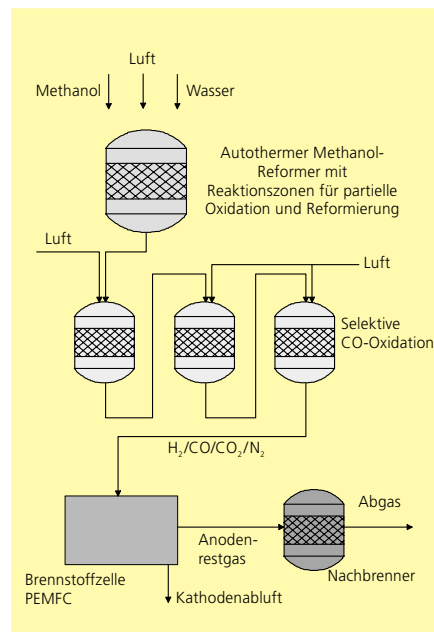 Luft
Methanol
Wasser
Autothermer Methanol-
Reformer mit
Reaktionszonen für partielle
Oxidation und Reformierung
Luft
Luft
Selektive
CO-Oxidation
H₂/CO/CO₂/N₂
Abgas
Anoden-
restgas
Nachbrenner
Brennstoffzelle
PEMFC
Kathodenabluft